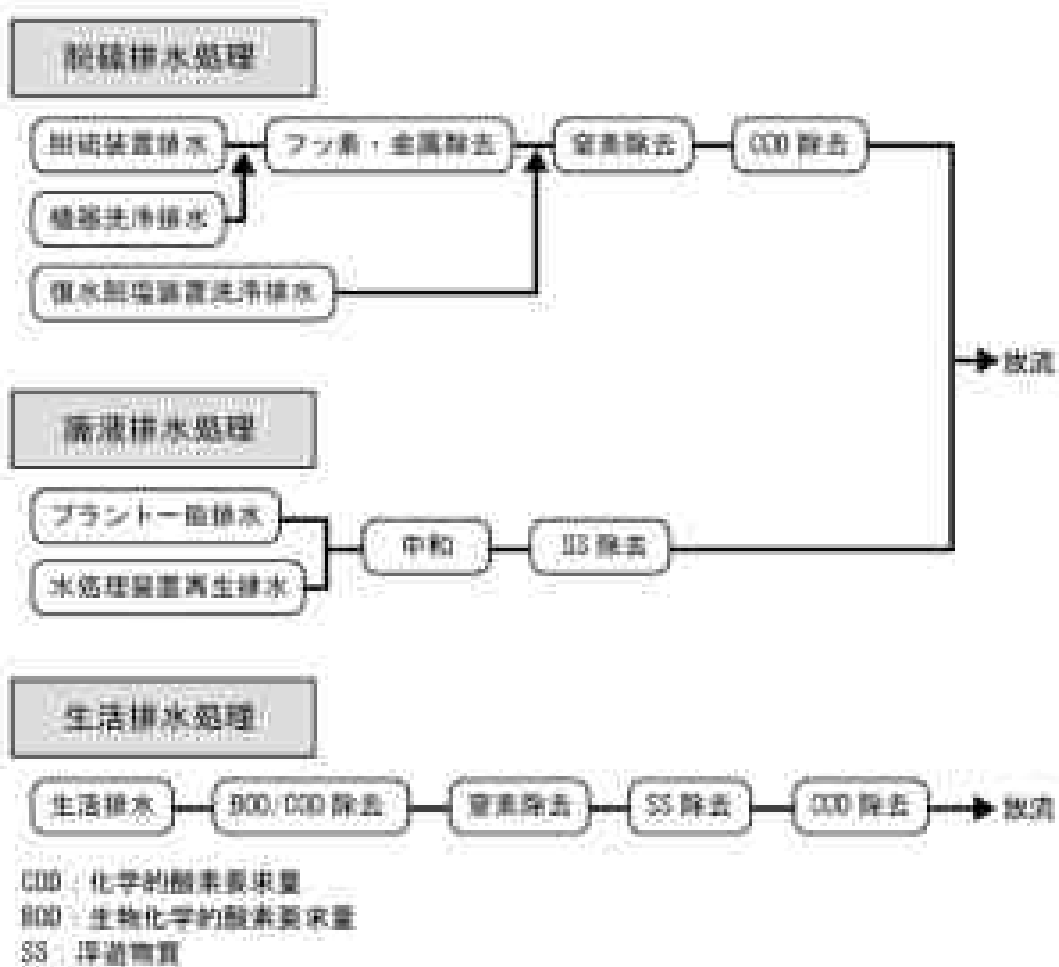 脱硫排水処理
脱硫装置排水
フッ素・金属除去
窒素除去
COD 除去
機器洗浄排水
復水脱塩装置洗浄排水
放流
薬液排水処理
プラント一般排水
中和
SS 除去
水処理装置再生排水
生活排水処理
生活排水
BOD/COD 除去
窒素除去
SS 除去
COD 除去
放流
COD：化学的酸素要求量
BOD：生物化学的酸素要求量
SS：浮遊物質